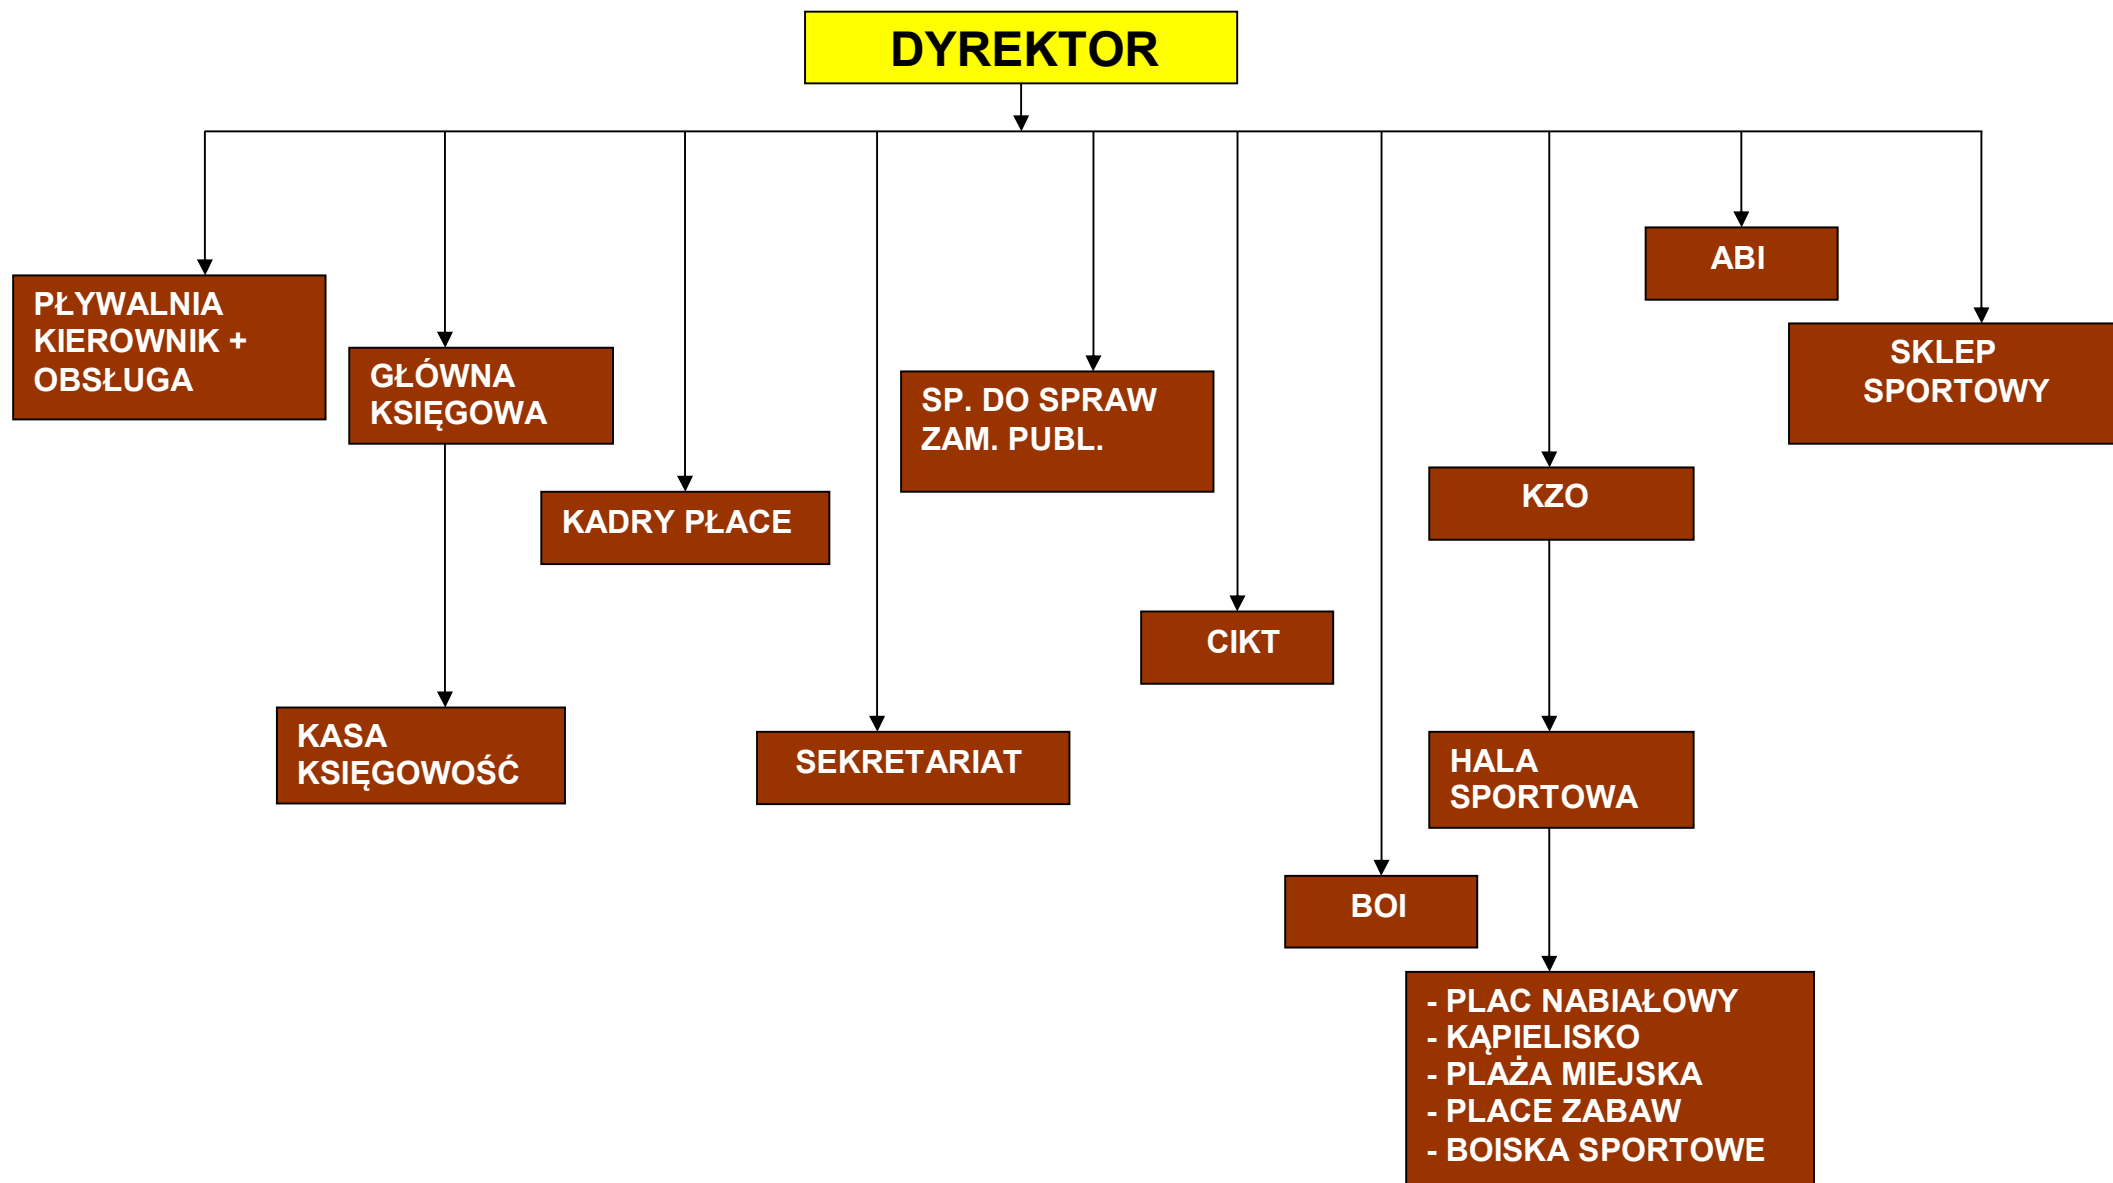 DYREKTOR
ABI
PŁYWALNIA
KIEROWNIK +
OBSŁUGA
SKLEP
SPORTOWY
GŁÓWNA
KSIĘGOWA
SP. DO SPRAW
ZAM. PUBL.
KZO
KADRY PŁACE
CIKT
KASA
KSIĘGOWOŚĆ
SEKRETARIAT
HALA
SPORTOWA
BOI
- PLAC NABIAŁOWY
- KĄPIELISKO
- PLAŻA MIEJSKA
- PLACE ZABAW
- BOISKA SPORTOWE